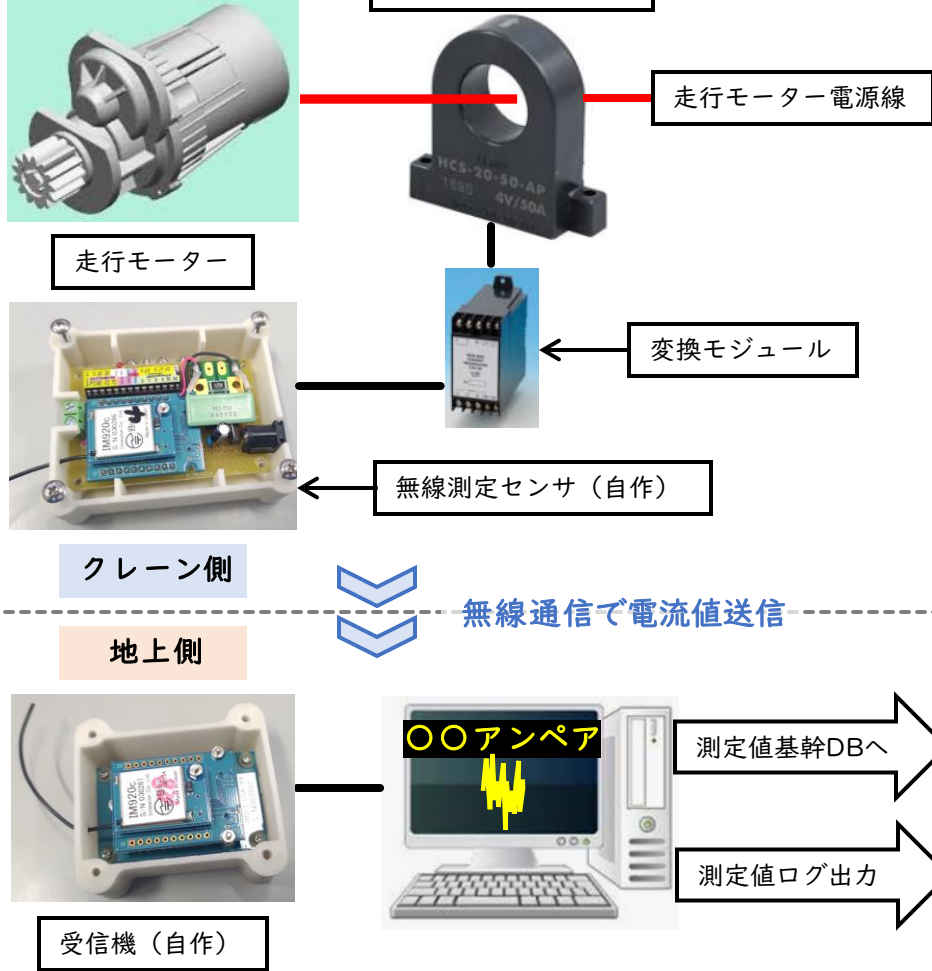 走行モーター電源線
HCS-20-50-AP
4V/50A
走行モーター
変換モジュール
IM920c
無線測定センサ（自作）
クレーン側
無線通信で電流値送信
地上側
〇〇アンペア
測定値基幹DBへ
IM920c
測定値ログ出力
受信機（自作）